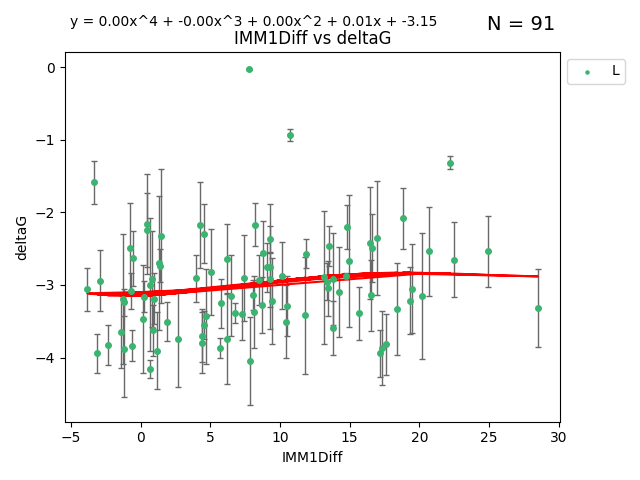 y = 0.00x^4 + -0.00x^3 + 0.00x^2 + 0.01x + -3.15
N = 91
IMM1Diff vs deltaG
L
deltaG
0
−1
−2
−3
−4
−5
0
5
10
15
20
25
30
IMM1Diff